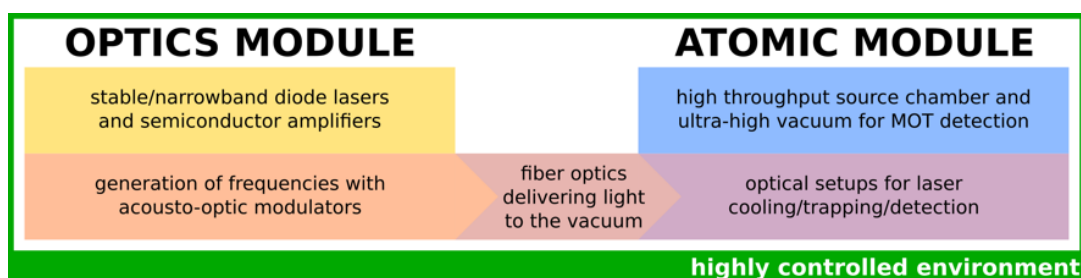 OPTICS MODULE
ATOMIC MODULE
stable/narrowband diode lasers
and semiconductor amplifiers
high throughput source chamber and
ultra-high vacuum for MOT detection
generation of frequencies with
acousto-optic modulators
fiber optics
delivering light
to the vacuum
optical setups for laser
cooling/trapping/detection
highly controlled environment